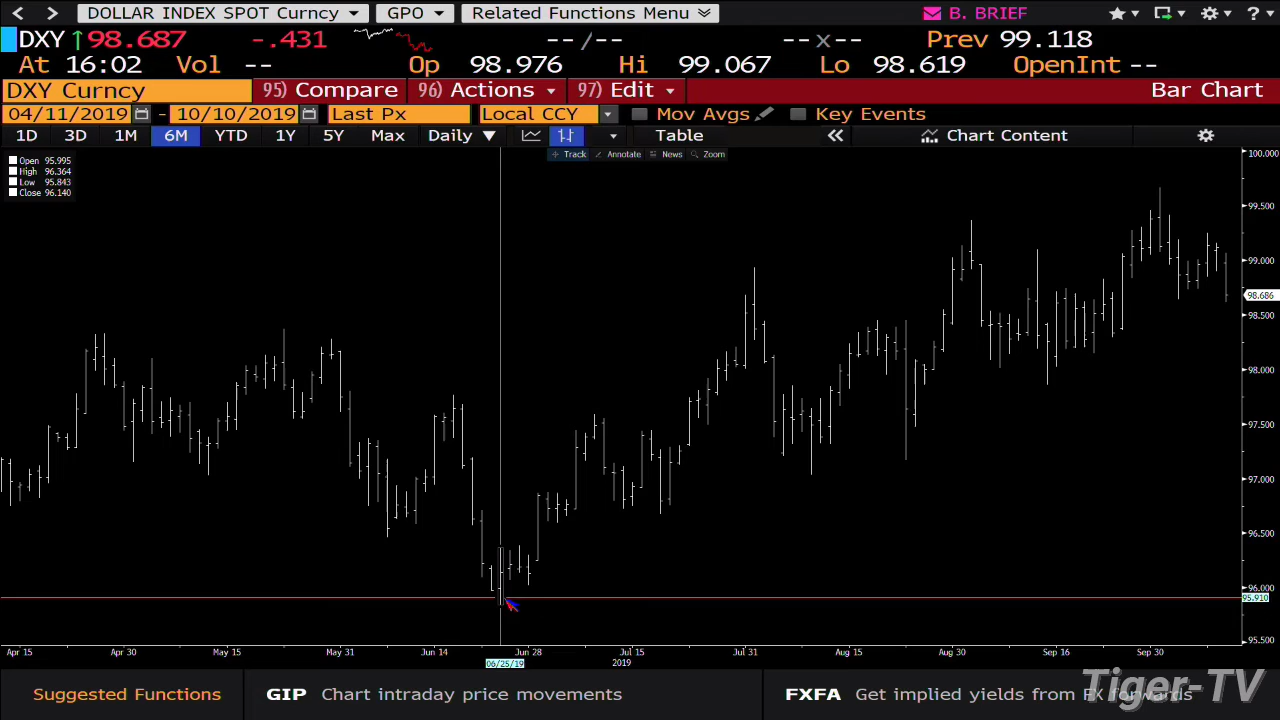 DOLLAR INDEX SPOT Curncy GPO Related Functions Menu B. BRIEF ?
DXY ↑98.687 -.431 -- / -- -- x -- Prev 99.118
At 16:02 Vol -- Op 98.976 Hi 99.067 Lo 98.619 OpenInt --
DXY Curncy 95) Compare 96) Actions 97) Edit Bar Chart
04/11/2019 - 10/10/2019 Last Px Local CCY Mov Avgs Key Events
1D 3D 1M 6M YTD 1Y 5Y Max Daily ▼ Table « Chart Content
Track Annotate News Zoom
Open 95.995
High 96.364
Low 95.843
Close 96.140
100.000
99.500
99.000
98.686
98.500
98.000
97.500
97.000
96.500
96.000
95.910
95.500
Apr 15 Apr 30 May 15 May 31 Jun 14 Jun 28 Jul 15 Jul 31 Aug 15 Aug 30 Sep 16 Sep 30
06/25/19 2019
Suggested Functions GIP Chart intraday price movements FXFA Get implied yields from FX forwards
Tiger-TV